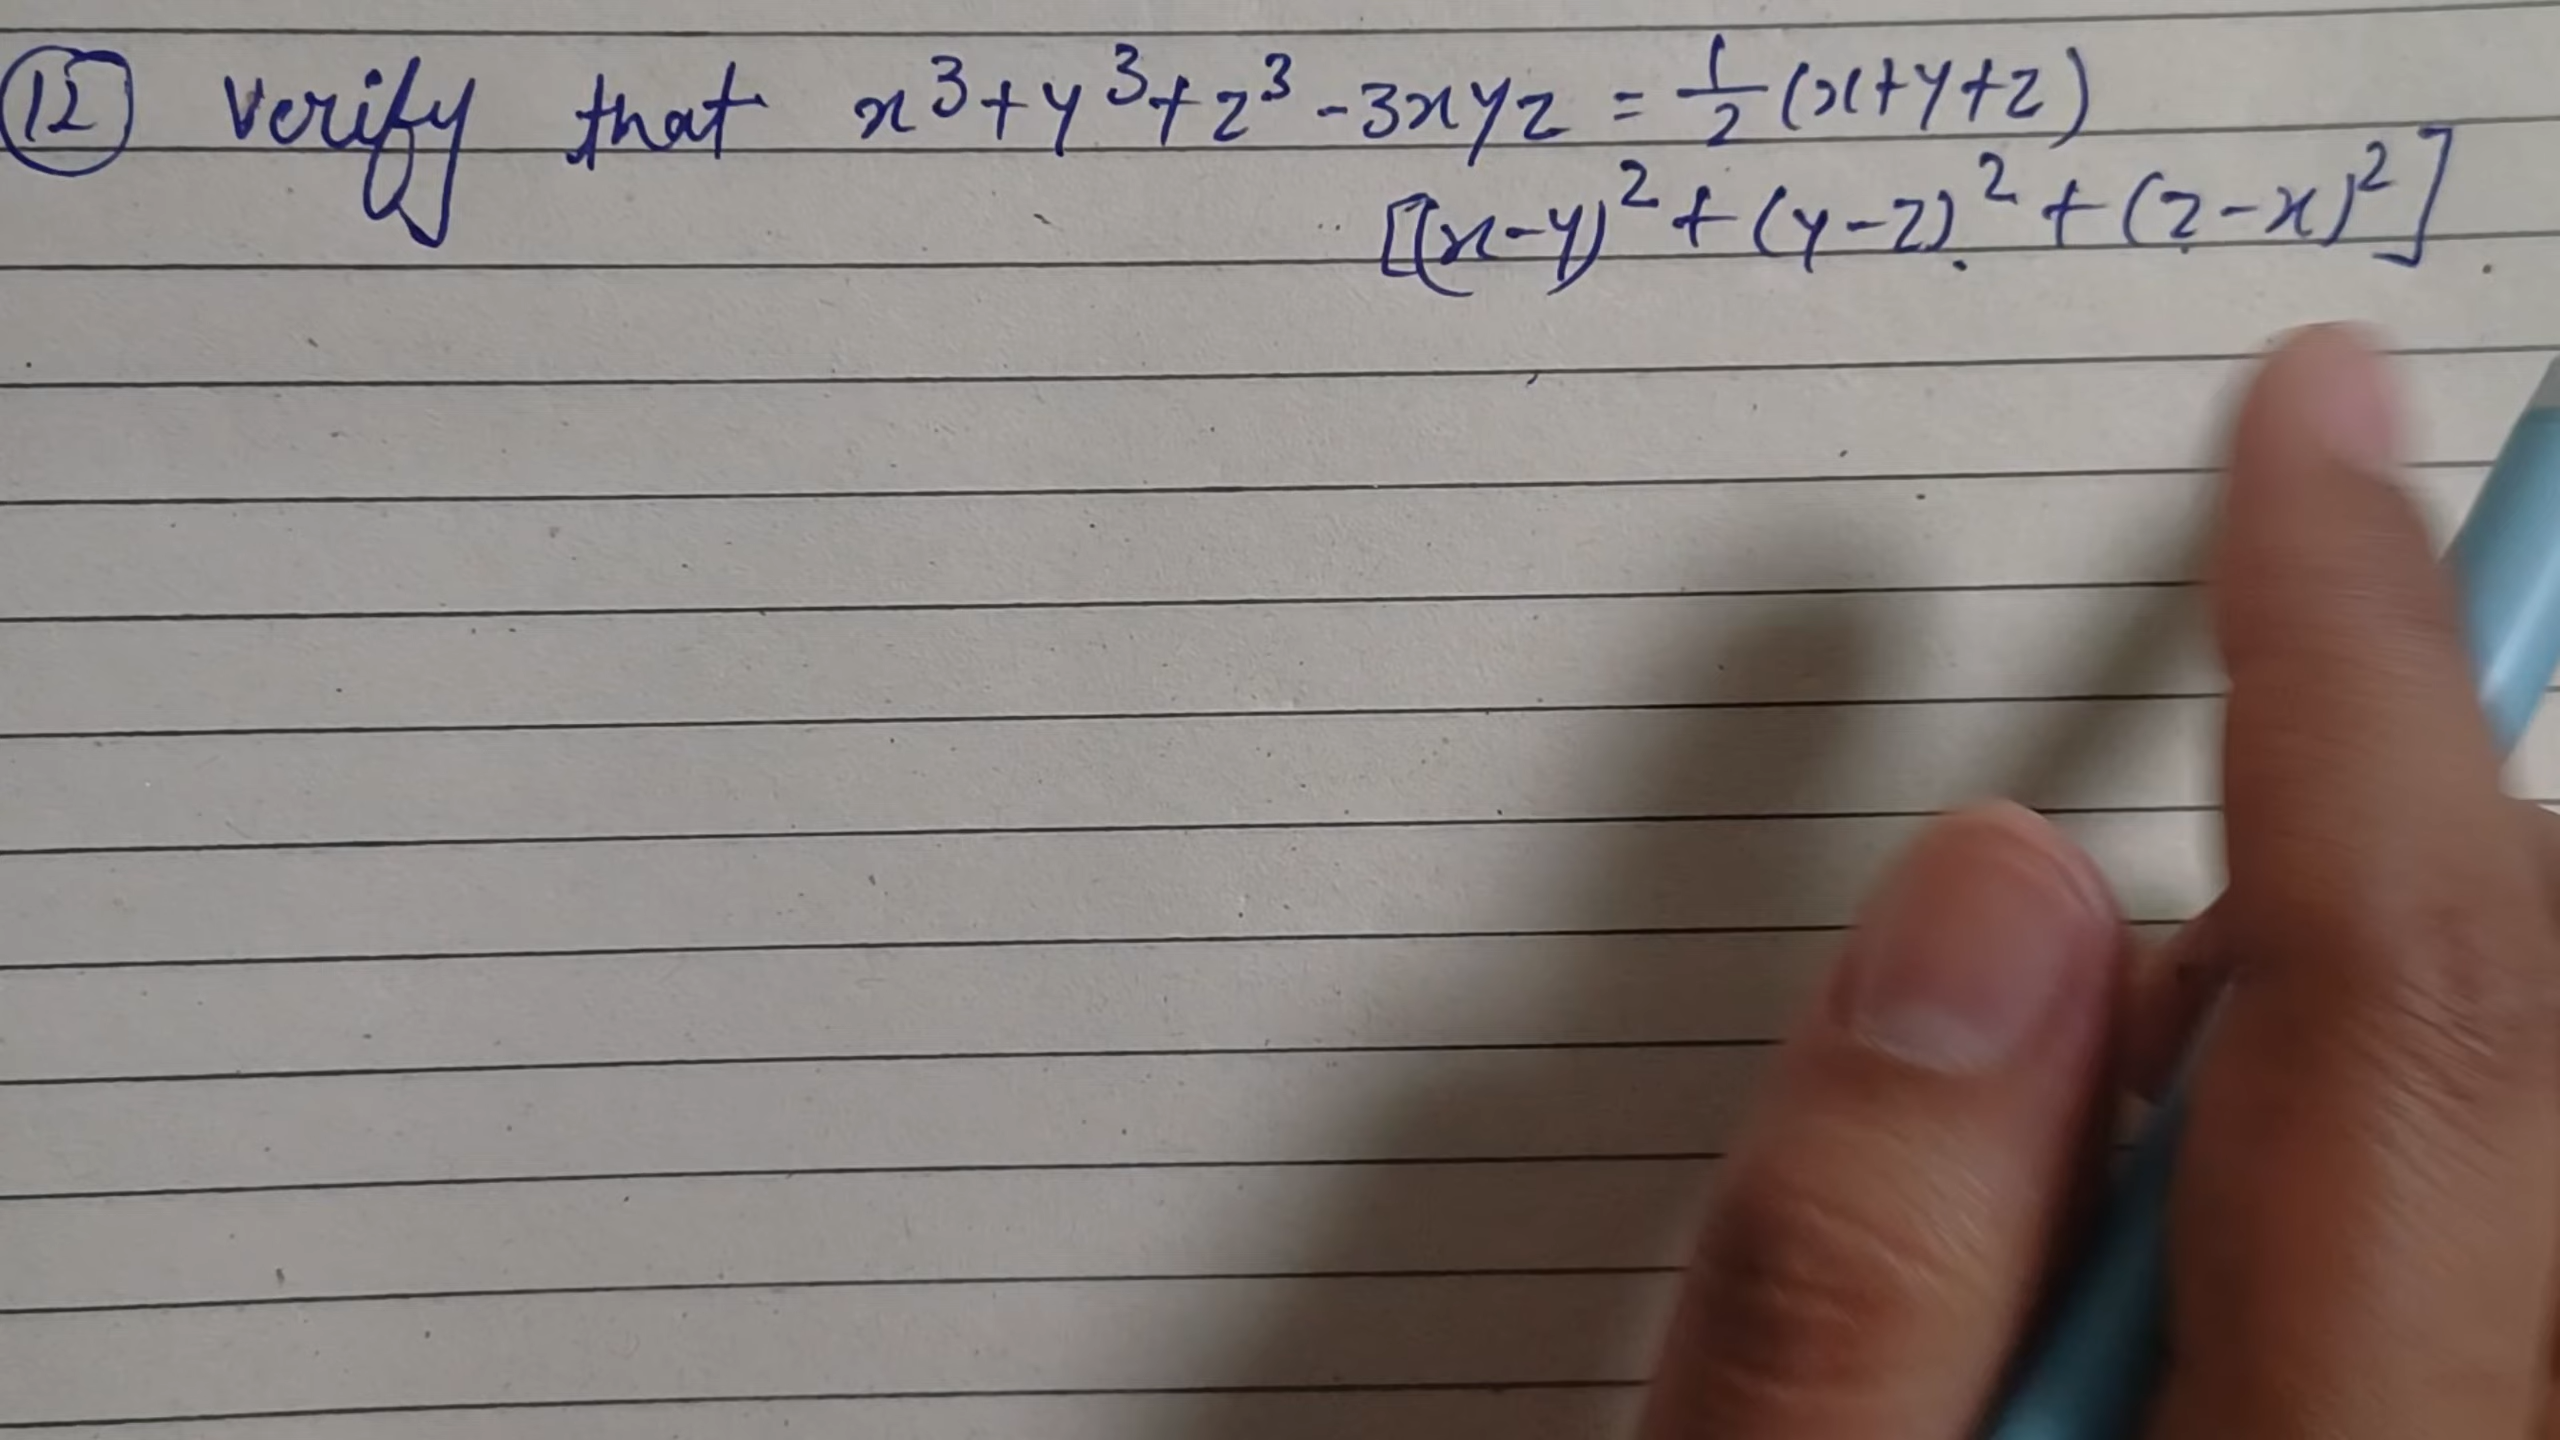 12 Verify that x³+y³+z³-3xyz = 1/2 (x+y+z)
[(x-y)²+(y-z)²+(z-x)²]